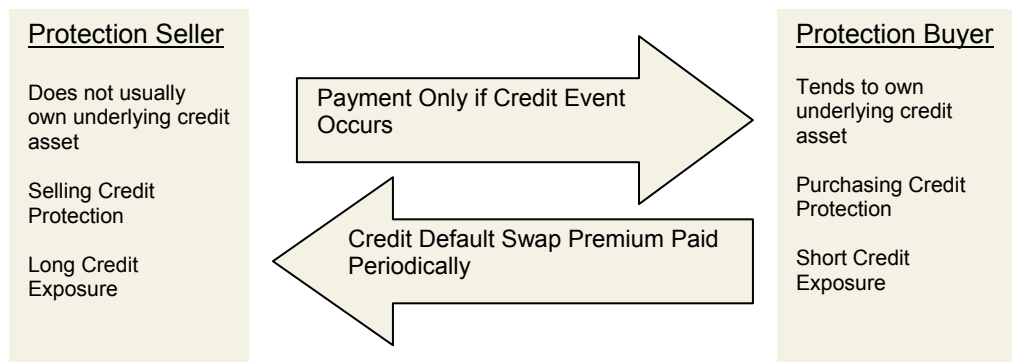 Protection Seller
Does not usually
own underlying credit
asset
Selling Credit
Protection
Long Credit
Exposure
Payment Only if Credit Event
Occurs
Credit Default Swap Premium Paid
Periodically
Protection Buyer
Tends to own
underlying credit
asset
Purchasing Credit
Protection
Short Credit
Exposure